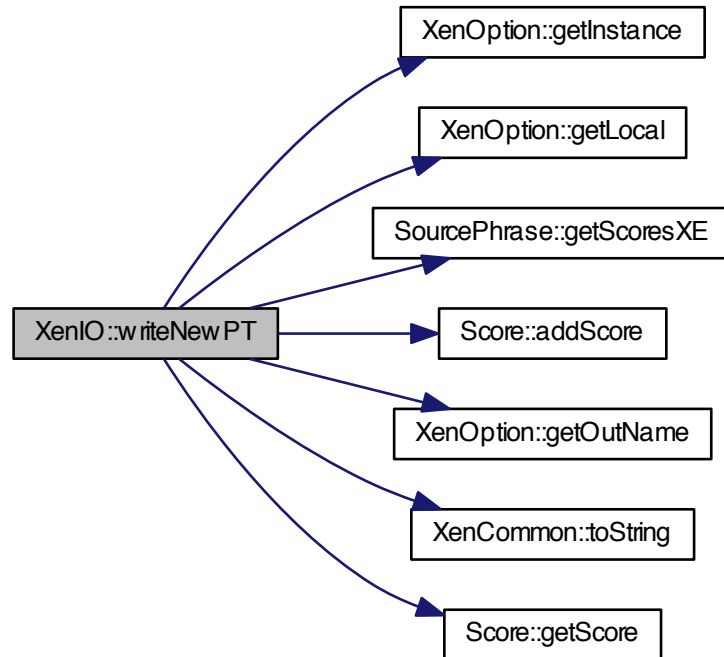 XenOption::getInstance
XenOption::getLocal
SourcePhrase::getScoresXE
XenIO::writeNewPT
Score::addScore
XenOption::getOutName
XenCommon::toString
Score::getScore